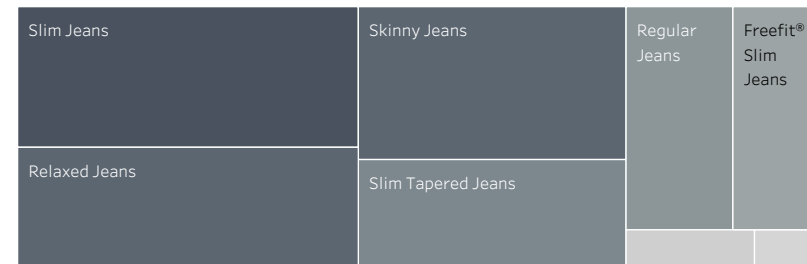 Slim Jeans
Relaxed Jeans
Skinny Jeans
Slim Tapered Jeans
Regular
Jeans
Freefit®
Slim
Jeans